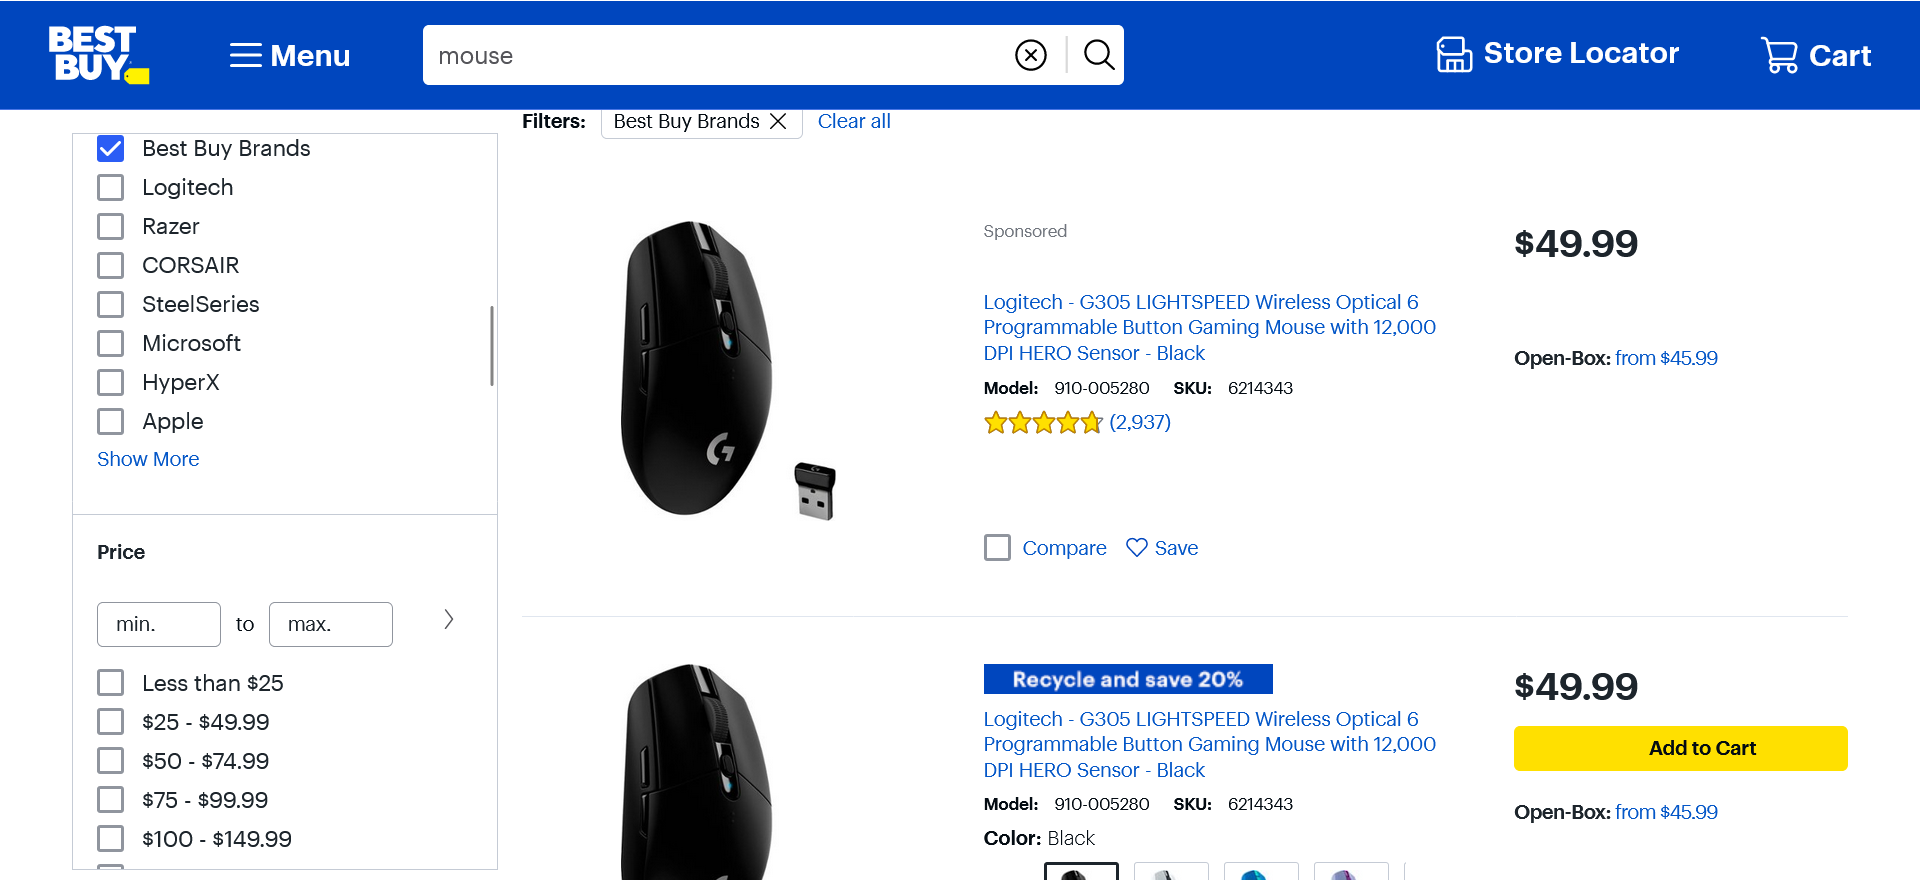 BEST
BUY
Menu
mouse
Store Locator
Cart
Best Buy Brands
Logitech
Razer
CORSAIR
SteelSeries
Microsoft
HyperX
Apple
Show More
Price
min. to max.
Less than $25
$25 - $49.99
$50 - $74.99
$75 - $99.99
$100 - $149.99
Filters: Best Buy Brands Clear all
Sponsored
Logitech - G305 LIGHTSPEED Wireless Optical 6
Programmable Button Gaming Mouse with 12,000
DPI HERO Sensor - Black
Model: 910-005280 SKU: 6214343
(2,937)
Compare Save
$49.99
Open-Box: from $45.99
Recycle and save 20%
Logitech - G305 LIGHTSPEED Wireless Optical 6
Programmable Button Gaming Mouse with 12,000
DPI HERO Sensor - Black
Model: 910-005280 SKU: 6214343
Color: Black
$49.99
Add to Cart
Open-Box: from $45.99